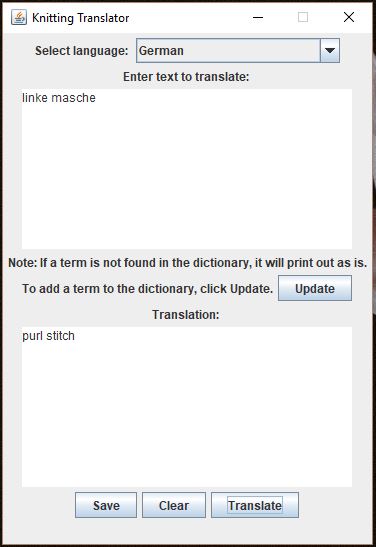 Knitting Translator
Select language: German
Enter text to translate:
linke masche
Note: If a term is not found in the dictionary, it will print out as is.
To add a term to the dictionary, click Update. Update
Translation:
purl stitch
Save Clear Translate